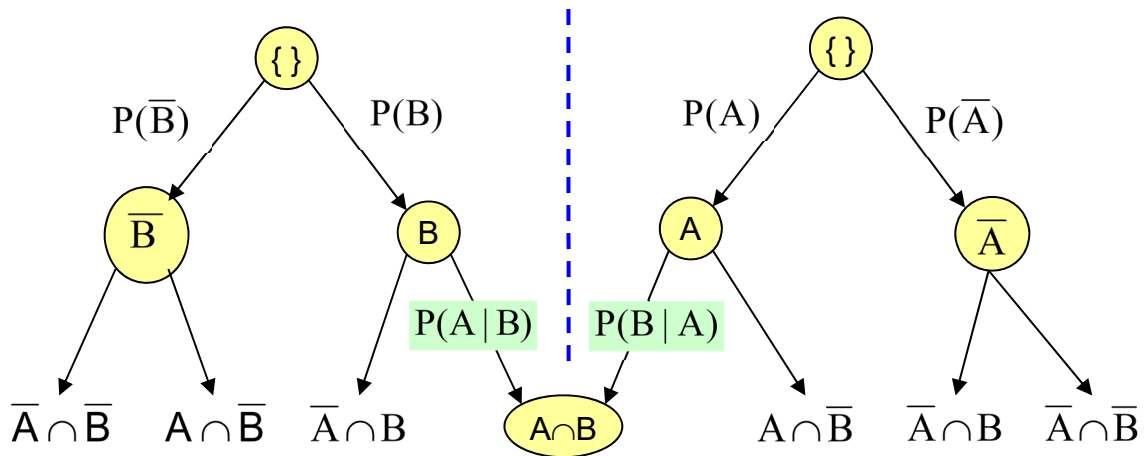 { } { }
P(B̅) P(B) P(A) P(A̅)
B̅ B A A̅
P(A | B) P(B | A)
A̅ ∩ B̅ A ∩ B̅ A̅ ∩ B A∩B A ∩ B̅ A̅ ∩ B A̅ ∩ B̅